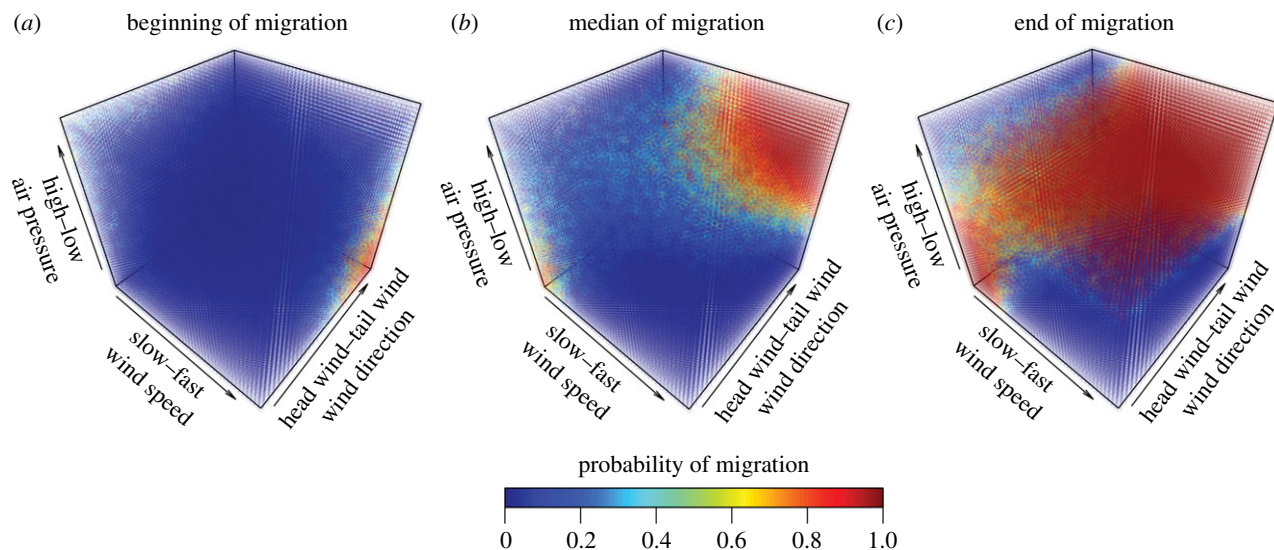 (a) beginning of migration
(b) median of migration
(c) end of migration
high–low
air pressure
slow–fast
wind speed
head wind–tail wind
wind direction
high–low
air pressure
slow–fast
wind speed
head wind–tail wind
wind direction
high–low
air pressure
slow–fast
wind speed
head wind–tail wind
wind direction
probability of migration
0 0.2 0.4 0.6 0.8 1.0